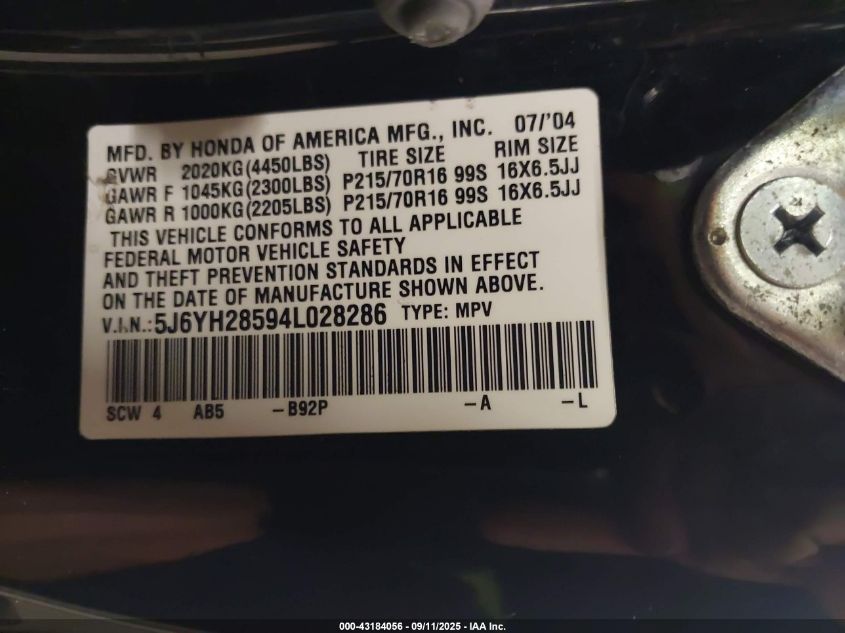 MFD. BY HONDA OF AMERICA MFG., INC. 07/'04
GVWR 2020KG(4450LBS) TIRE SIZE RIM SIZE
GAWR F 1045KG(2300LBS) P215/70R16 99S 16X6.5JJ
GAWR R 1000KG(2205LBS) P215/70R16 99S 16X6.5JJ
THIS VEHICLE CONFORMS TO ALL APPLICABLE
FEDERAL MOTOR VEHICLE SAFETY
AND THEFT PREVENTION STANDARDS IN EFFECT
ON THE DATE OF MANUFACTURE SHOWN ABOVE.
V.I.N.:5J6YH28594L028286 TYPE: MPV
SCW 4 AB5 -B92P -A -L
000-43184056 - 09/11/2025 - IAA Inc.